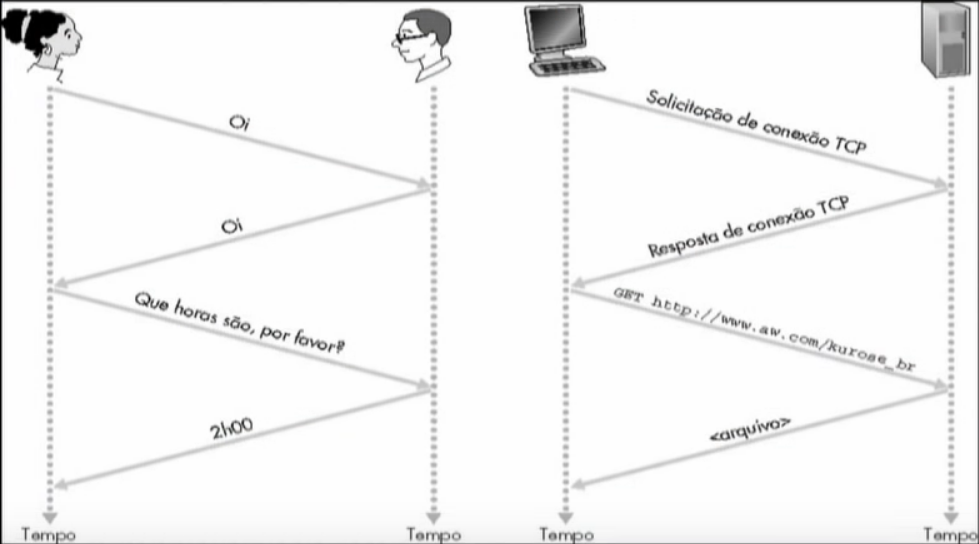 Oi
Oi
Que horas são, por favor?
2h00
Tempo
Tempo
Solicitação de conexão TCP
Resposta de conexão TCP
GET http://www.aw.com/kurose_br
<arquivo>
Tempo
Tempo